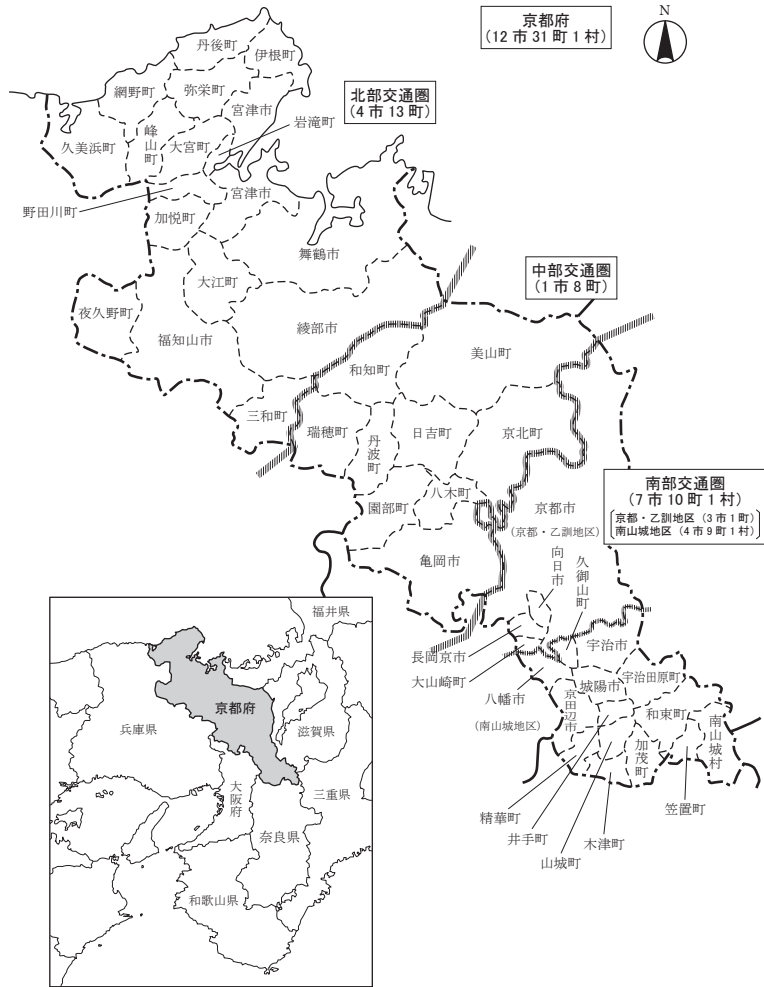 京都府
(12市31町1村)
N
丹後町
伊根町
網野町
弥栄町
宮津市
北部交通圏
(4市13町)
岩滝町
久美浜町
峰山町
大宮町
野田川町
宮津市
加悦町
舞鶴市
大江町
中部交通圏
(1市8町)
夜久野町
福知山市
綾部市
美山町
和知町
三和町
瑞穂町
丹波町
日吉町
京北町
南部交通圏
(7市10町1村)
京都・乙訓地区(3市1町)
南山城地区(4市9町1村)
園部町
八木町
京都市
(京都・乙訓地区)
亀岡市
向日市
久御山町
長岡京市
宇治市
大山崎町
八幡市
城陽市
宇治田原町
(南山城地区)
京田辺市
和束町
南山城村
加茂町
精華町
井手町
山城町
木津町
笠置町
福井県
京都府
兵庫県
滋賀県
大阪府
三重県
奈良県
和歌山県